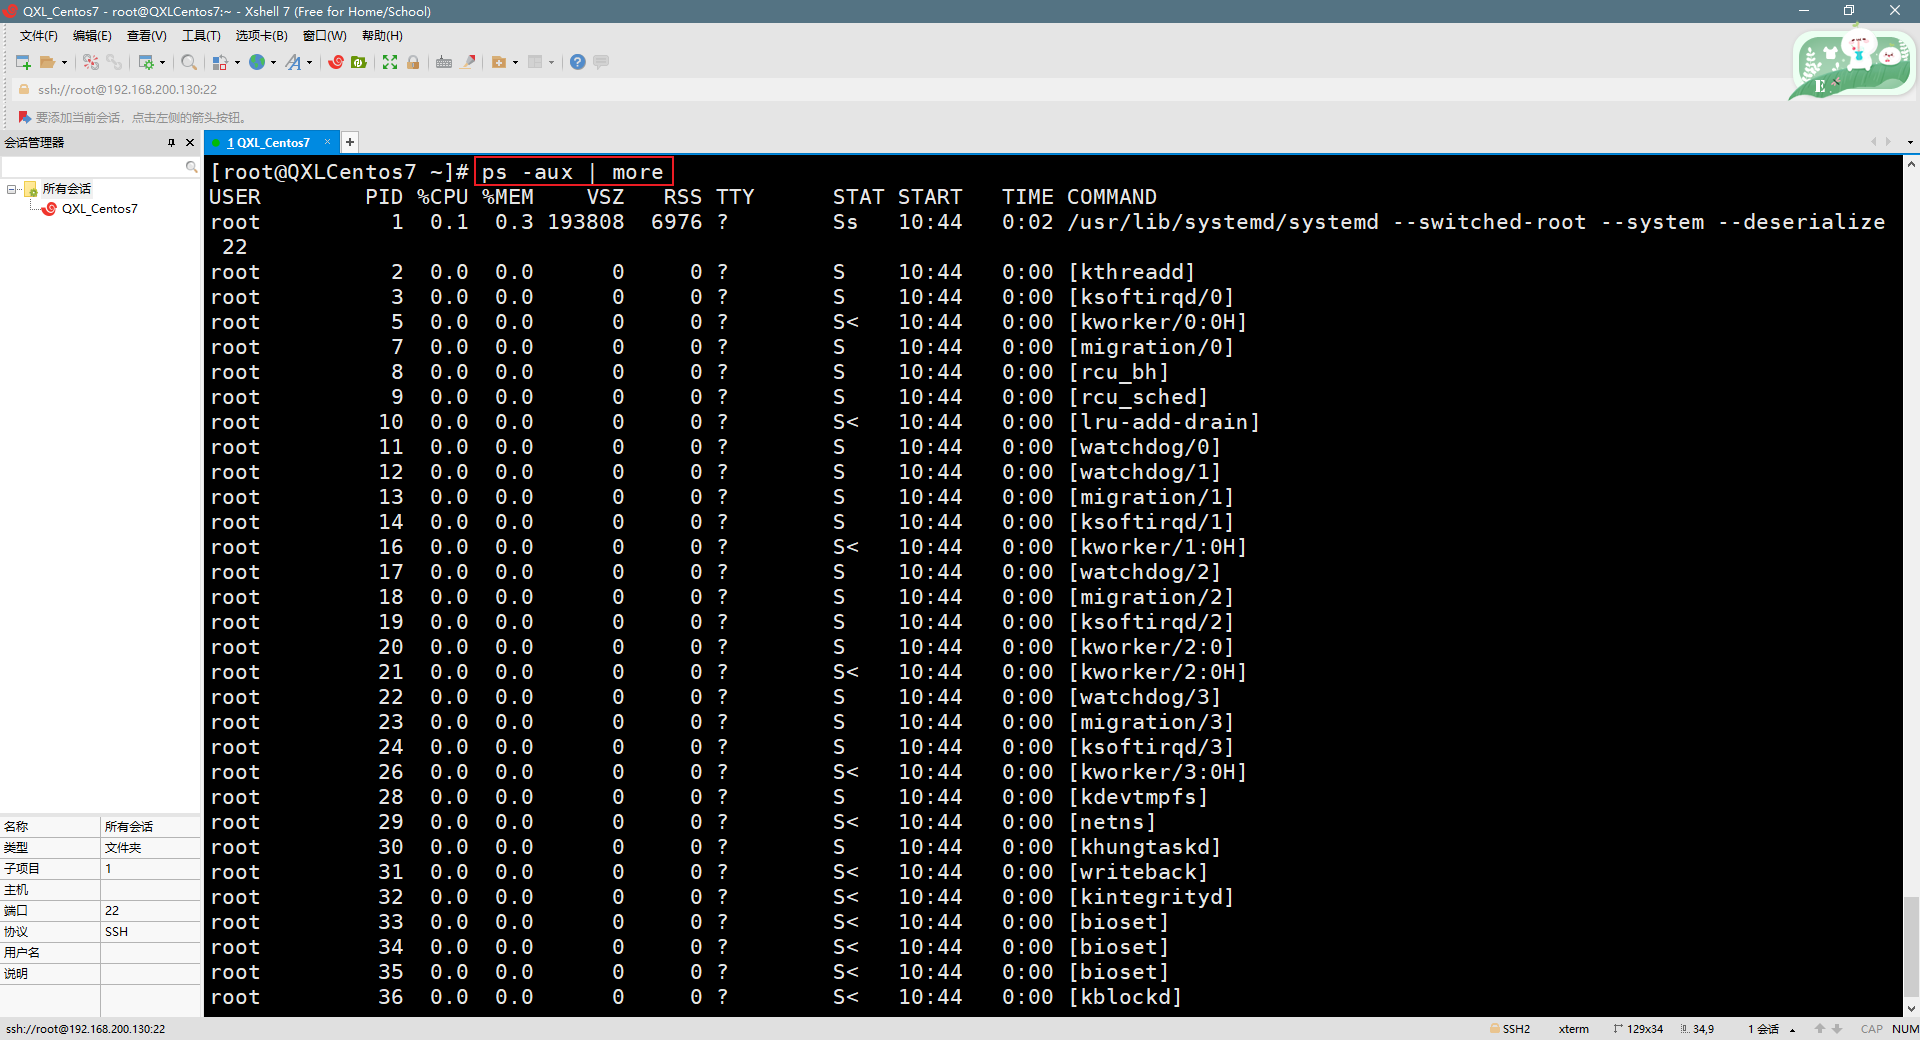 QXL_Centos7 - root@QXLCentos7:~ - Xshell 7 (Free for Home/School)
文件(F) 编辑(E) 查看(V) 工具(T) 选项卡(B) 窗口(W) 帮助(H)
ssh://root@192.168.200.130:22
要添加当前会话，点击左侧的箭头按钮。
会话管理器
1 QXL_Centos7
所有会话
QXL_Centos7
[root@QXLCentos7 ~]# ps -aux | more
USER PID %CPU %MEM VSZ RSS TTY STAT START TIME COMMAND
root 1 0.1 0.3 193808 6976 ? Ss 10:44 0:02 /usr/lib/systemd/systemd --switched-root --system --deserialize
22
root 2 0.0 0.0 0 0 ? S 10:44 0:00 [kthreadd]
root 3 0.0 0.0 0 0 ? S 10:44 0:00 [ksoftirqd/0]
root 5 0.0 0.0 0 0 ? S< 10:44 0:00 [kworker/0:0H]
root 7 0.0 0.0 0 0 ? S 10:44 0:00 [migration/0]
root 8 0.0 0.0 0 0 ? S 10:44 0:00 [rcu_bh]
root 9 0.0 0.0 0 0 ? S 10:44 0:00 [rcu_sched]
root 10 0.0 0.0 0 0 ? S< 10:44 0:00 [lru-add-drain]
root 11 0.0 0.0 0 0 ? S 10:44 0:00 [watchdog/0]
root 12 0.0 0.0 0 0 ? S 10:44 0:00 [watchdog/1]
root 13 0.0 0.0 0 0 ? S 10:44 0:00 [migration/1]
root 14 0.0 0.0 0 0 ? S 10:44 0:00 [ksoftirqd/1]
root 16 0.0 0.0 0 0 ? S< 10:44 0:00 [kworker/1:0H]
root 17 0.0 0.0 0 0 ? S 10:44 0:00 [watchdog/2]
root 18 0.0 0.0 0 0 ? S 10:44 0:00 [migration/2]
root 19 0.0 0.0 0 0 ? S 10:44 0:00 [ksoftirqd/2]
root 20 0.0 0.0 0 0 ? S 10:44 0:00 [kworker/2:0]
root 21 0.0 0.0 0 0 ? S< 10:44 0:00 [kworker/2:0H]
root 22 0.0 0.0 0 0 ? S 10:44 0:00 [watchdog/3]
root 23 0.0 0.0 0 0 ? S 10:44 0:00 [migration/3]
root 24 0.0 0.0 0 0 ? S 10:44 0:00 [ksoftirqd/3]
root 26 0.0 0.0 0 0 ? S< 10:44 0:00 [kworker/3:0H]
root 28 0.0 0.0 0 0 ? S 10:44 0:00 [kdevtmpfs]
root 29 0.0 0.0 0 0 ? S< 10:44 0:00 [netns]
root 30 0.0 0.0 0 0 ? S 10:44 0:00 [khungtaskd]
root 31 0.0 0.0 0 0 ? S< 10:44 0:00 [writeback]
root 32 0.0 0.0 0 0 ? S< 10:44 0:00 [kintegrityd]
root 33 0.0 0.0 0 0 ? S< 10:44 0:00 [bioset]
root 34 0.0 0.0 0 0 ? S< 10:44 0:00 [bioset]
root 35 0.0 0.0 0 0 ? S< 10:44 0:00 [bioset]
root 36 0.0 0.0 0 0 ? S< 10:44 0:00 [kblockd]
名称 所有会话
类型 文件夹
子项目 1
主机
端口 22
协议 SSH
用户名
说明
ssh://root@192.168.200.130:22 SSH2 xterm 129x34 34,9 1 会话 CAP NUM
E